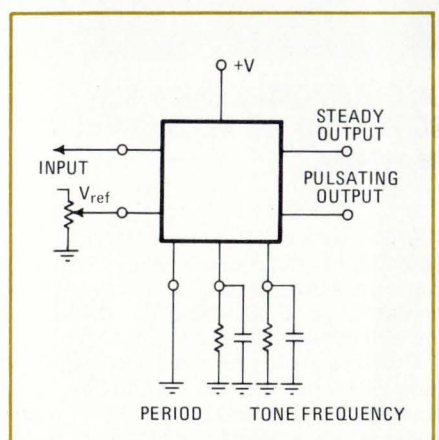 +V
STEADY
OUTPUT
INPUT
PULSATING
OUTPUT
Vref
PERIOD
TONE FREQUENCY